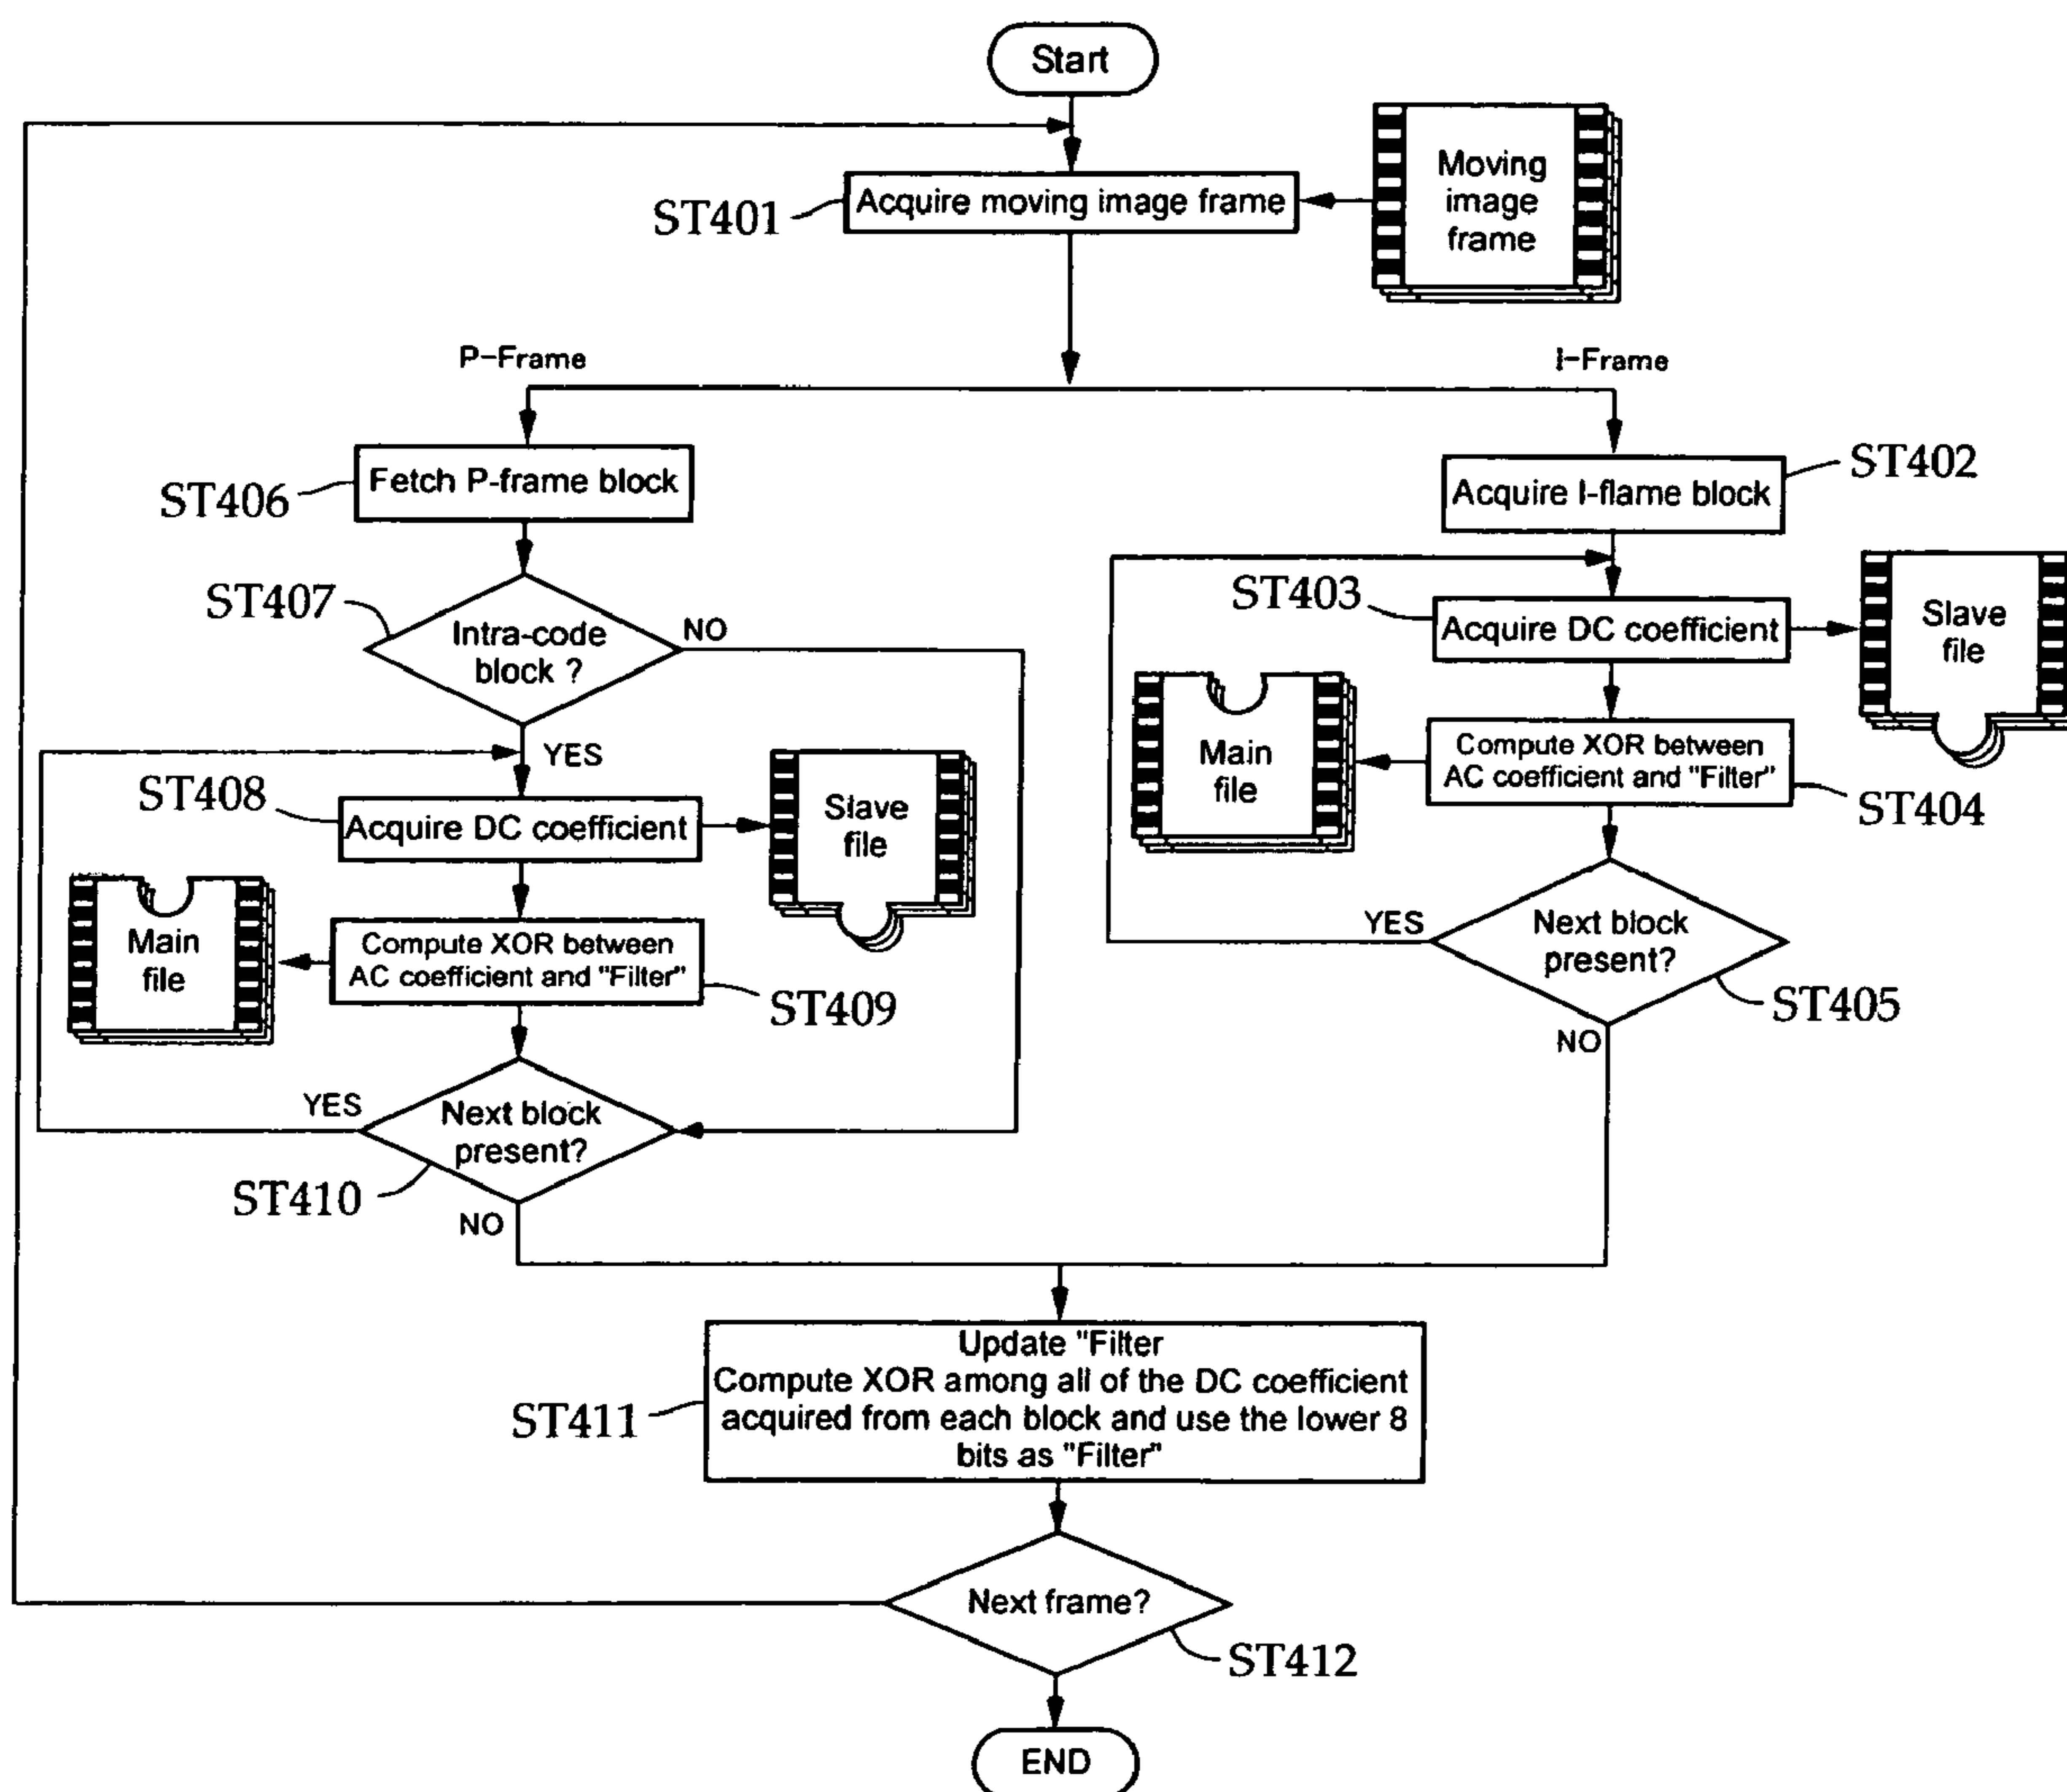 Start
Acquire moving image frame
ST401
Moving
image
frame
P-Frame
I-Frame
Fetch P-frame block
ST406
Acquire I-flame block
ST402
Intra-code
block ?
ST407
NO
YES
Acquire DC coefficient
ST403
Slave
file
Compute XOR between
AC coefficient and "Filter"
ST404
Main
file
Acquire DC coefficient
ST408
Slave
file
Compute XOR between
AC coefficient and "Filter"
ST409
Main
file
Next block
present?
YES
NO
ST405
Next block
present?
YES
NO
ST410
Update "Filter
Compute XOR among all of the DC coefficient
acquired from each block and use the lower 8
bits as "Filter"
ST411
Next frame?
ST412
END